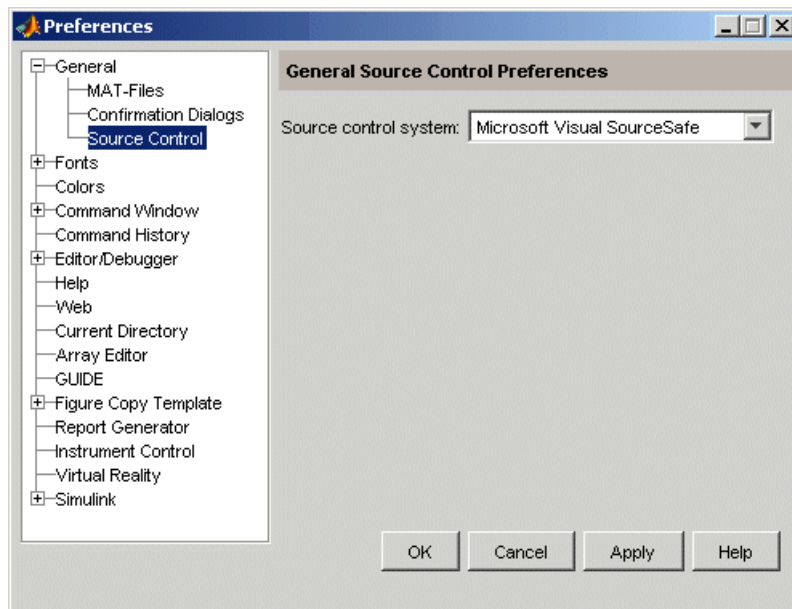 Preferences
General
MAT-Files
Confirmation Dialogs
Source Control
Fonts
Colors
Command Window
Command History
Editor/Debugger
Help
Web
Current Directory
Array Editor
GUIDE
Figure Copy Template
Report Generator
Instrument Control
Virtual Reality
Simulink
General Source Control Preferences
Source control system: Microsoft Visual SourceSafe
OK Cancel Apply Help